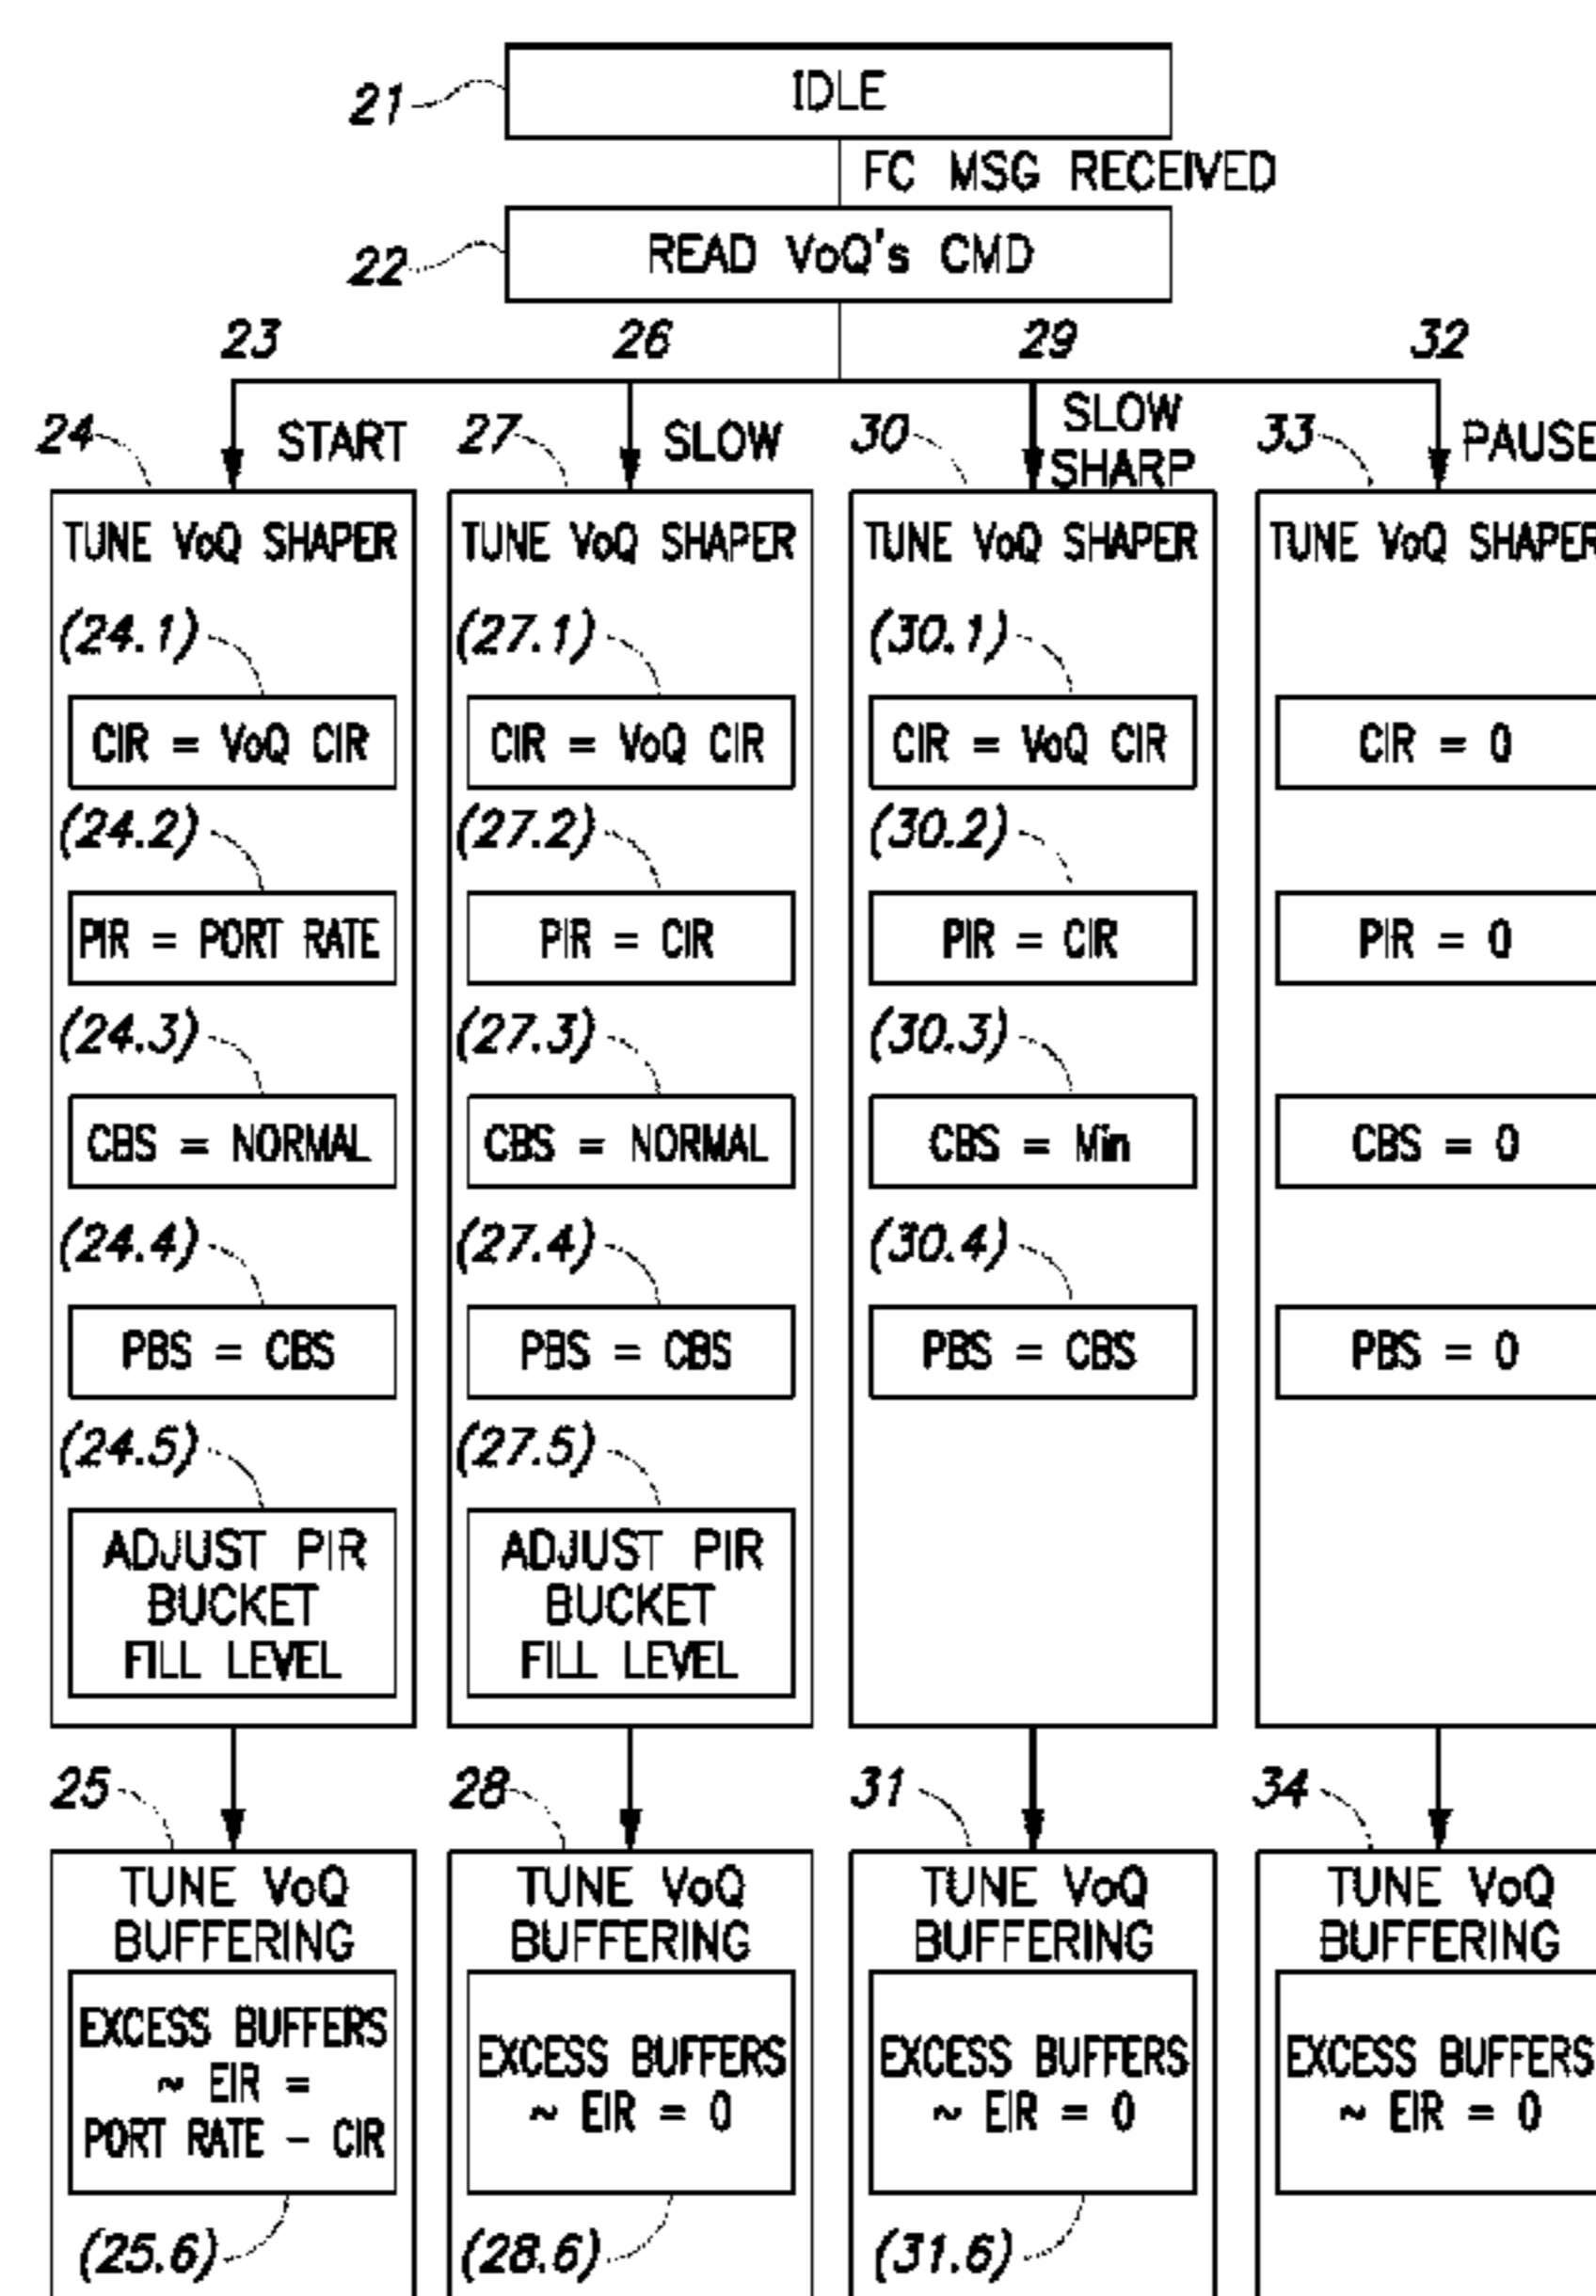 21
IDLE
FC MSG RECEIVED
22
READ VoQ's CMD
23
26
29
32
24
START
27
SLOW
30
SLOW
SHARP
33
PAUSE
TUNE VoQ SHAPER
(24.1)
CIR = VoQ CIR
(24.2)
PIR = PORT RATE
(24.3)
CBS = NORMAL
(24.4)
PBS = CBS
(24.5)
ADJUST PIR
BUCKET
FILL LEVEL
TUNE VoQ SHAPER
(27.1)
CIR = VoQ CIR
(27.2)
PIR = CIR
(27.3)
CBS = NORMAL
(27.4)
PBS = CBS
(27.5)
ADJUST PIR
BUCKET
FILL LEVEL
TUNE VoQ SHAPER
(30.1)
CIR = VoQ CIR
(30.2)
PIR = CIR
(30.3)
CBS = Min
(30.4)
PBS = CBS
TUNE VoQ SHAPER
CIR = 0
PIR = 0
CBS = 0
PBS = 0
25
TUNE VoQ
BUFFERING
EXCESS BUFFERS
~ EIR =
PORT RATE - CIR
(25.6)
28
TUNE VoQ
BUFFERING
EXCESS BUFFERS
~ EIR = 0
(28.6)
31
TUNE VoQ
BUFFERING
EXCESS BUFFERS
~ EIR = 0
(31.6)
34
TUNE VoQ
BUFFERING
EXCESS BUFFERS
~ EIR = 0